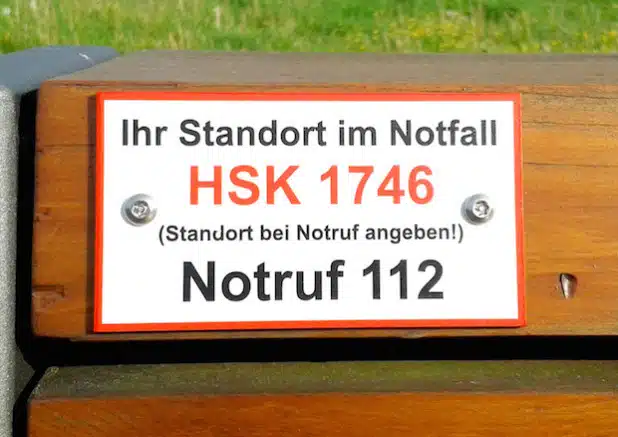 Ihr Standort im Notfall
HSK 1746
(Standort bei Notruf angeben!)
Notruf 112